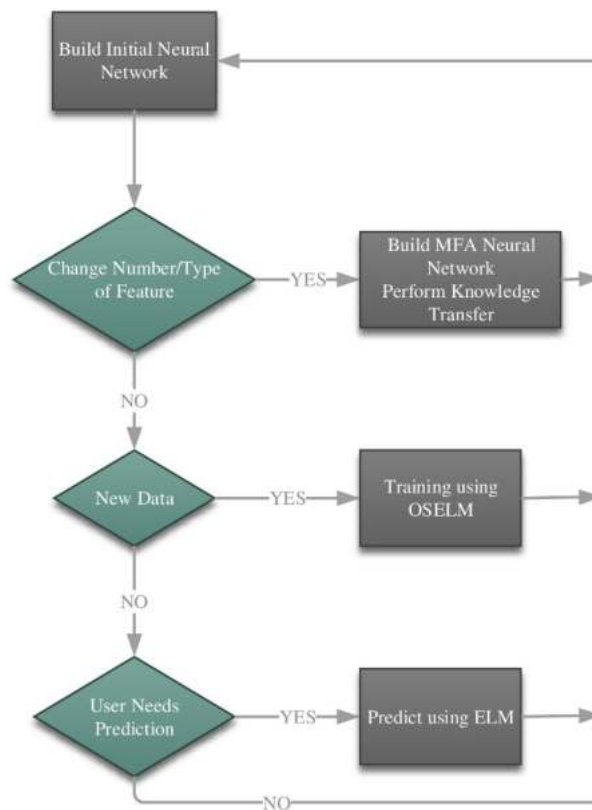 Build Initial Neural
Network
Change Number/Type
of Feature
YES
Build MFA Neural
Network
Perform Knowledge
Transfer
NO
New Data
YES
Training using
OSELM
NO
User Needs
Prediction
YES
Predict using ELM
NO